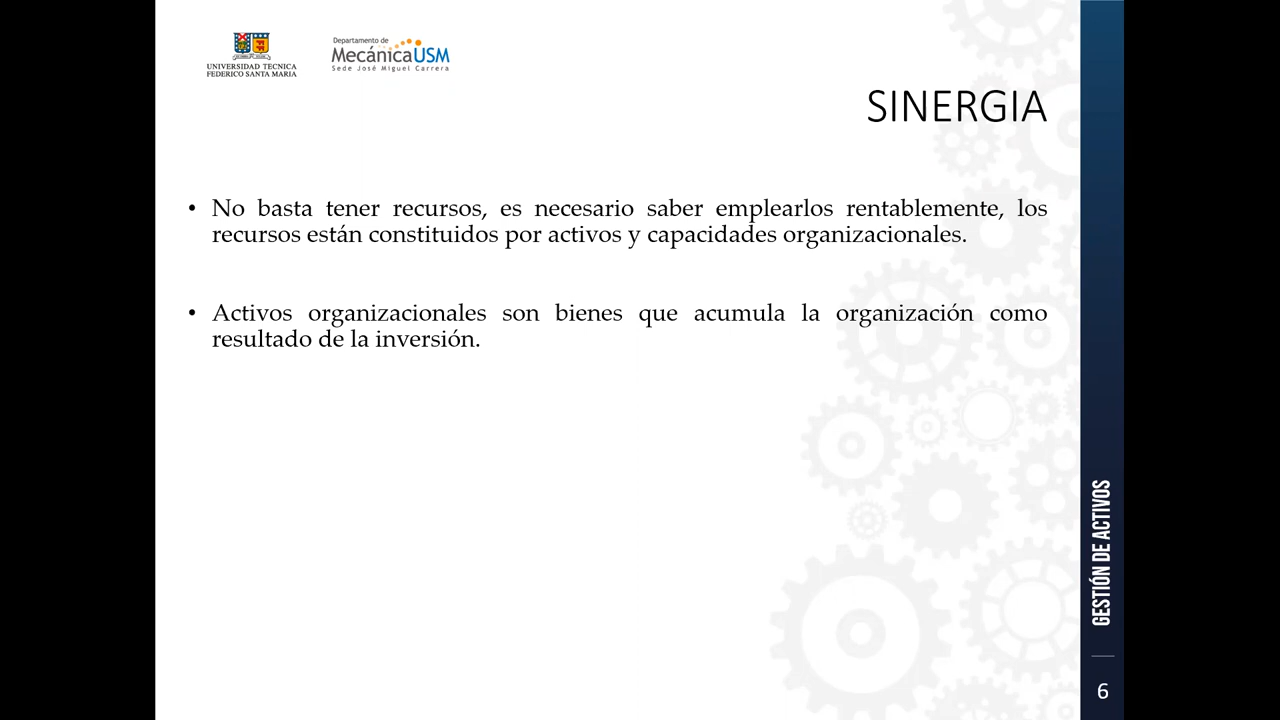 UNIVERSIDAD TECNICA
FEDERICO SANTA MARIA
Departamento de
MecánicaUSM
Sede José Miguel Carrera
SINERGIA
• No basta tener recursos, es necesario saber emplearlos rentablemente, los
recursos están constituidos por activos y capacidades organizacionales.
• Activos organizacionales son bienes que acumula la organización como
resultado de la inversión.
GESTIÓN DE ACTIVOS
6